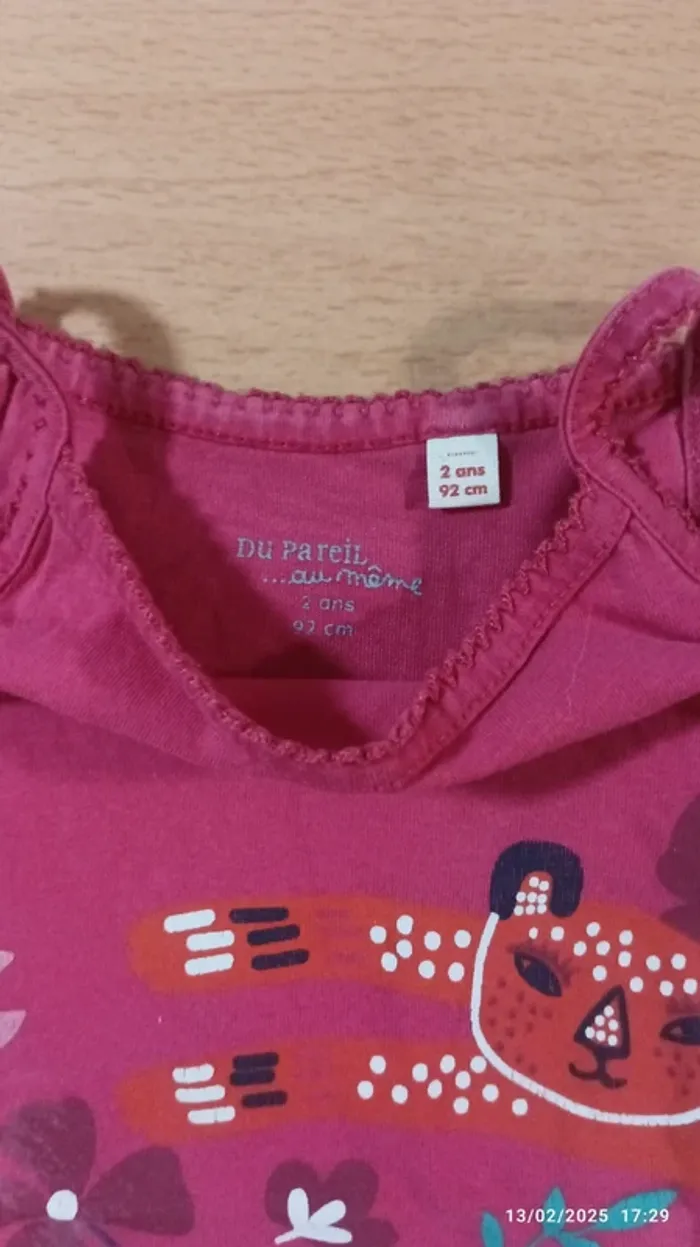 2 ans
92 cm
Du Pareil
...au même
2 ans
92 cm
13/02/2025 17:29